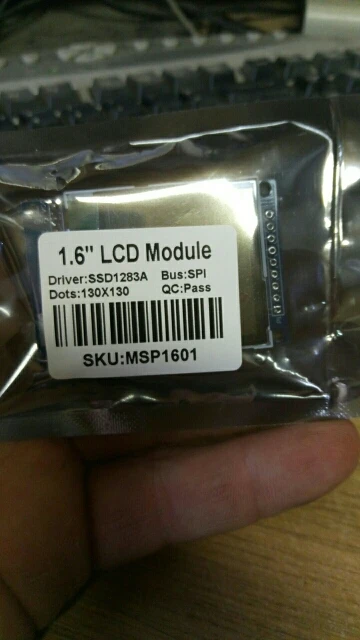 1.6" LCD Module
Driver:SSD1283A Bus:SPI
Dots:130X130 QC:Pass
SKU:MSP1601